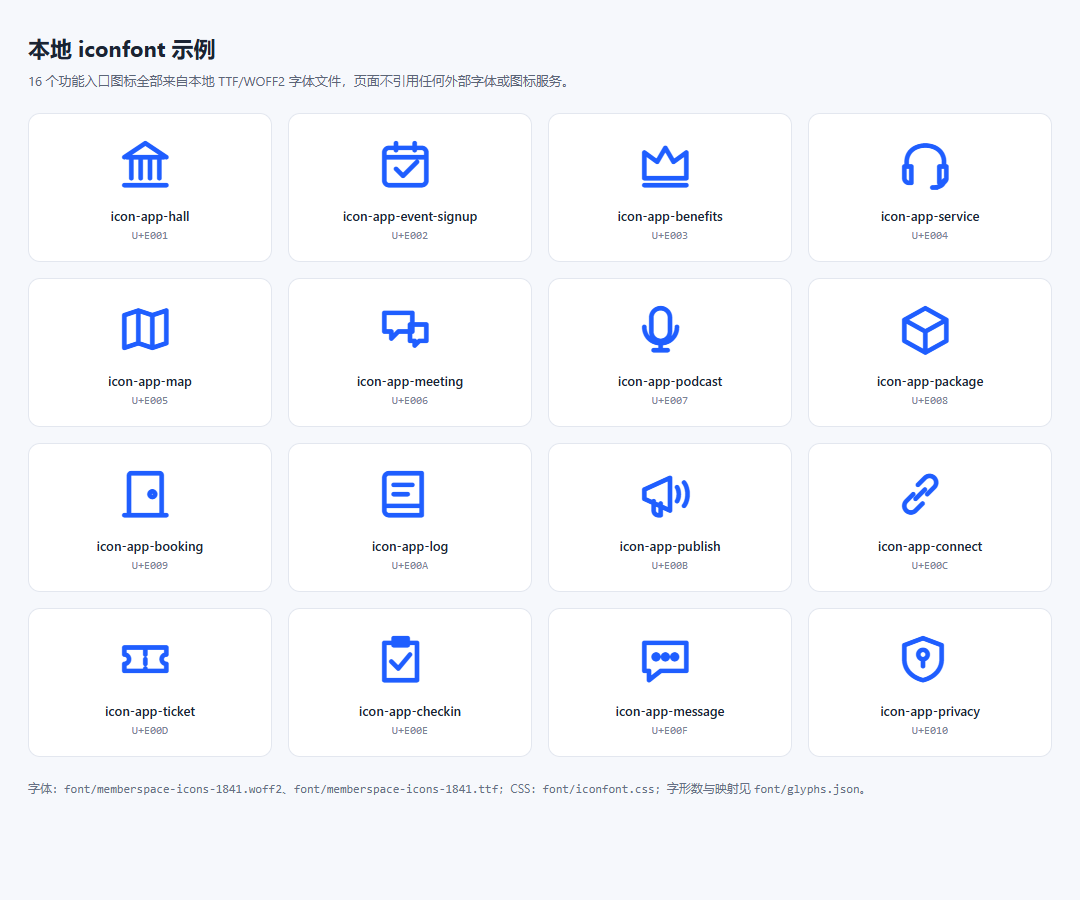 本地 iconfont 示例
16 个功能入口图标全部来自本地 TTF/WOFF2 字体文件，页面不引用任何外部字体或图标服务。
icon-app-hall
U+E001
icon-app-event-signup
U+E002
icon-app-benefits
U+E003
icon-app-service
U+E004
icon-app-map
U+E005
icon-app-meeting
U+E006
icon-app-podcast
U+E007
icon-app-package
U+E008
icon-app-booking
U+E009
icon-app-log
U+E00A
icon-app-publish
U+E00B
icon-app-connect
U+E00C
icon-app-ticket
U+E00D
icon-app-checkin
U+E00E
icon-app-message
U+E00F
icon-app-privacy
U+E010
字体：font/memberspace-icons-1841.woff2、font/memberspace-icons-1841.ttf；CSS：font/iconfont.css；字形数与映射见 font/glyphs.json。